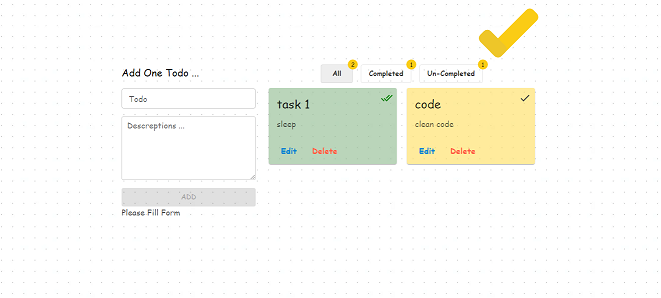 Add One Todo ...
All
2
Completed
1
Un-Completed
1
Todo
Descreptions ...
ADD
Please Fill Form
task 1
sleep
Edit Delete
code
clean code
Edit Delete